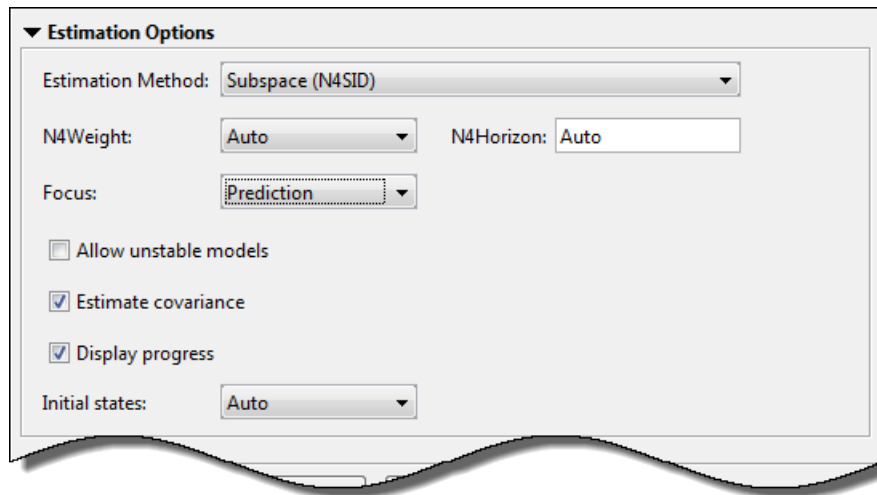 Estimation Options
Estimation Method: Subspace (N4SID)
N4Weight: Auto N4Horizon: Auto
Focus: Prediction
Allow unstable models
Estimate covariance
Display progress
Initial states: Auto